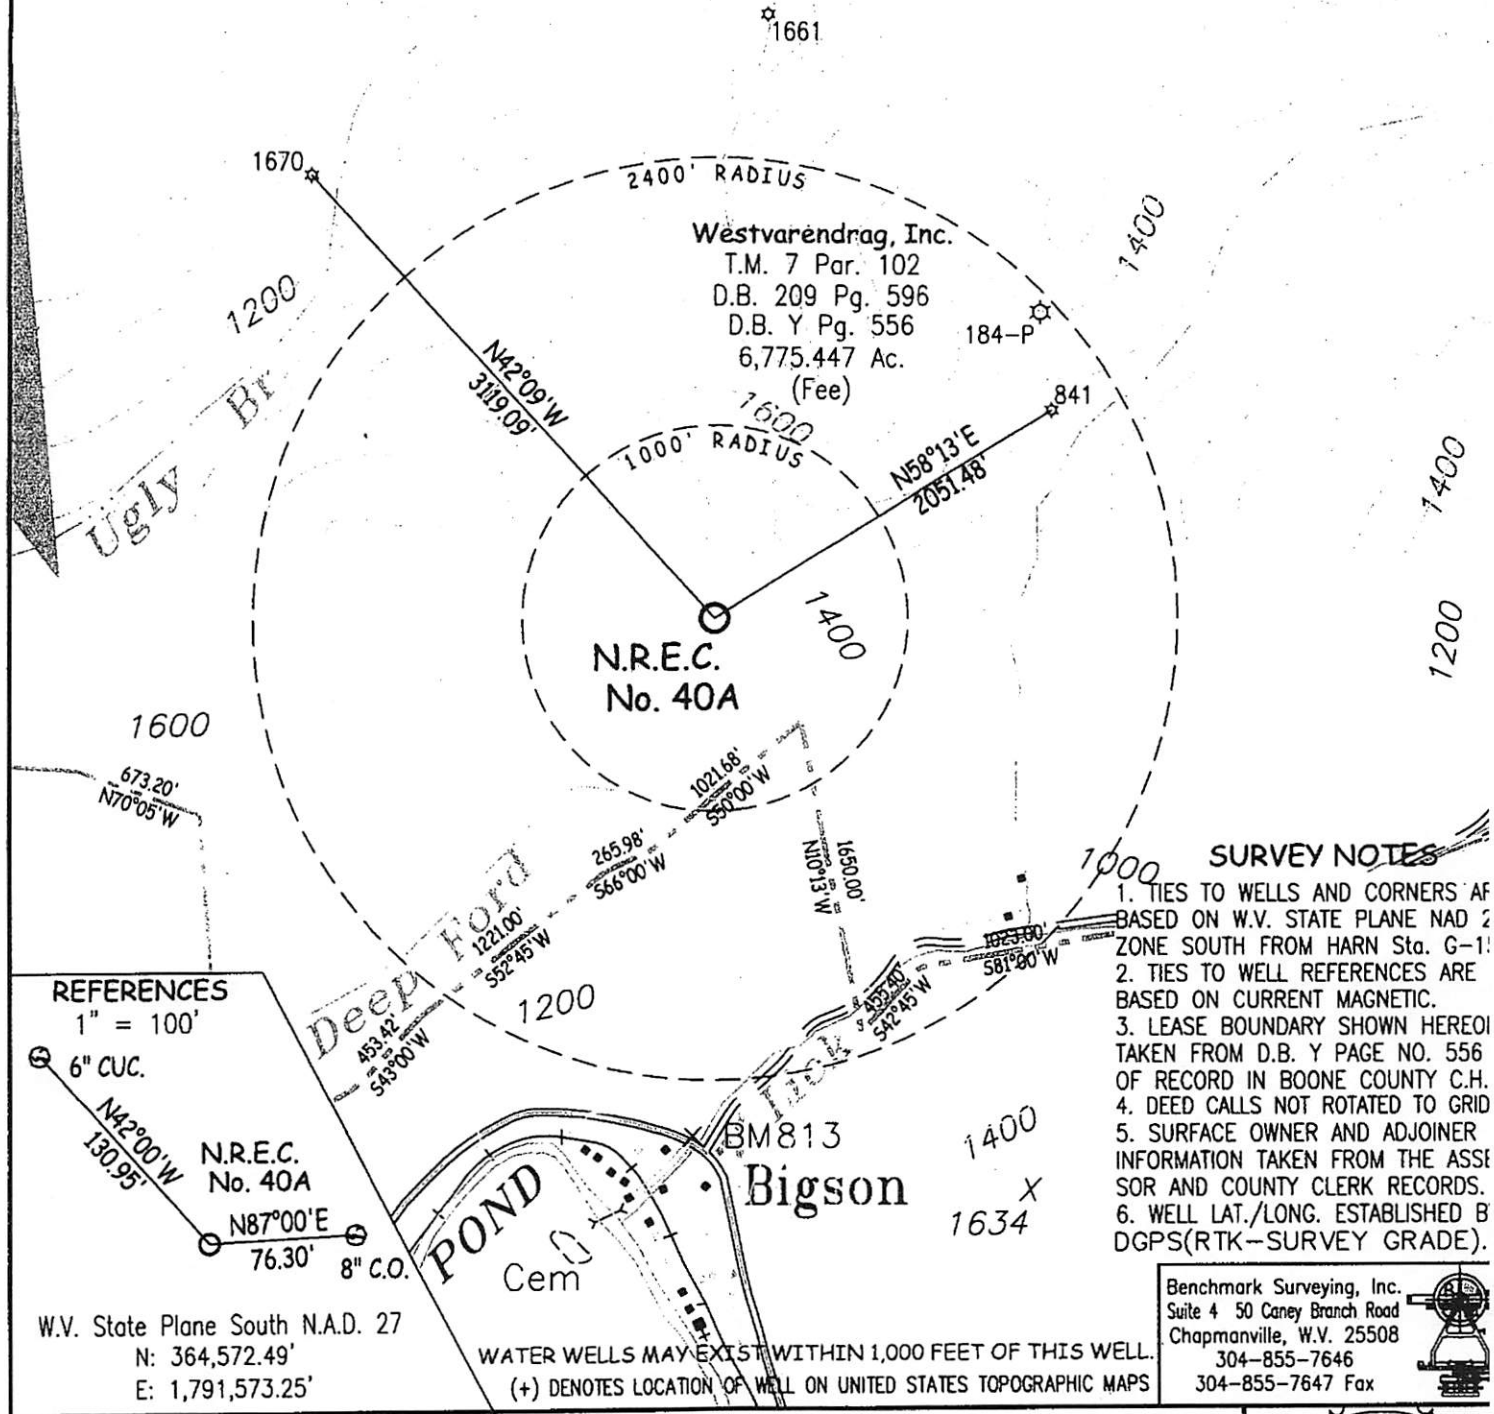 1661
1670
2400' RADIUS
Westvarendrag, Inc.
T.M. 7 Par. 102
D.B. 209 Pg. 596
D.B. Y Pg. 556
6,775.447 Ac.
(Fee)
1400
1200
184-P
841
N42°09'W
3119.09'
Ugly Br
1600
1000' RADIUS
N58°13'E
2051.48'
1400
1400
1200
N.R.E.C.
No. 40A
1600
673.20'
N70°05'W
1021.68'
S50°00'W
265.98'
S66°00'W
1650.00'
N10°13'W
1221.00'
S52°45'W
Deep Ford
453.42'
S43°00'W
1200
1000
1023.00'
S81°00'W
455.40'
S42°45'W
lick
BM813
Bigson
1400
X
1634
POND
Cem
REFERENCES
1" = 100'
6" CUC.
N42°00'W
130.95'
N.R.E.C.
No. 40A
N87°00'E
76.30'
8" C.O.
W.V. State Plane South N.A.D. 27
N: 364,572.49'
E: 1,791,573.25'
SURVEY NOTES
1. TIES TO WELLS AND CORNERS
BASED ON W.V. STATE PLANE NAD
ZONE SOUTH FROM HARN Sta.
2. TIES TO WELL REFERENCES ARE
BASED ON CURRENT MAGNETIC.
3. LEASE BOUNDARY SHOWN
TAKEN FROM D.B. Y PAGE NO. 556
OF RECORD IN BOONE COUNTY C.H.
4. DEED CALLS NOT ROTATED TO GRID
5. SURFACE OWNER AND ADJOINER
INFORMATION TAKEN FROM THE
SOR AND COUNTY CLERK RECORDS.
6. WELL LAT./LONG. ESTABLISHED
DGPS(RTK-SURVEY GRADE).
WATER WELLS MAY EXIST WITHIN 1,000 FEET OF THIS WELL.
(+) DENOTES LOCATION OF WELL ON UNITED STATES TOPOGRAPHIC MAPS
Benchmark Surveying, Inc.
Suite 4 50 Caney Branch Road
Chapmanville, W.V. 25508
304-855-7646
304-855-7647 Fax